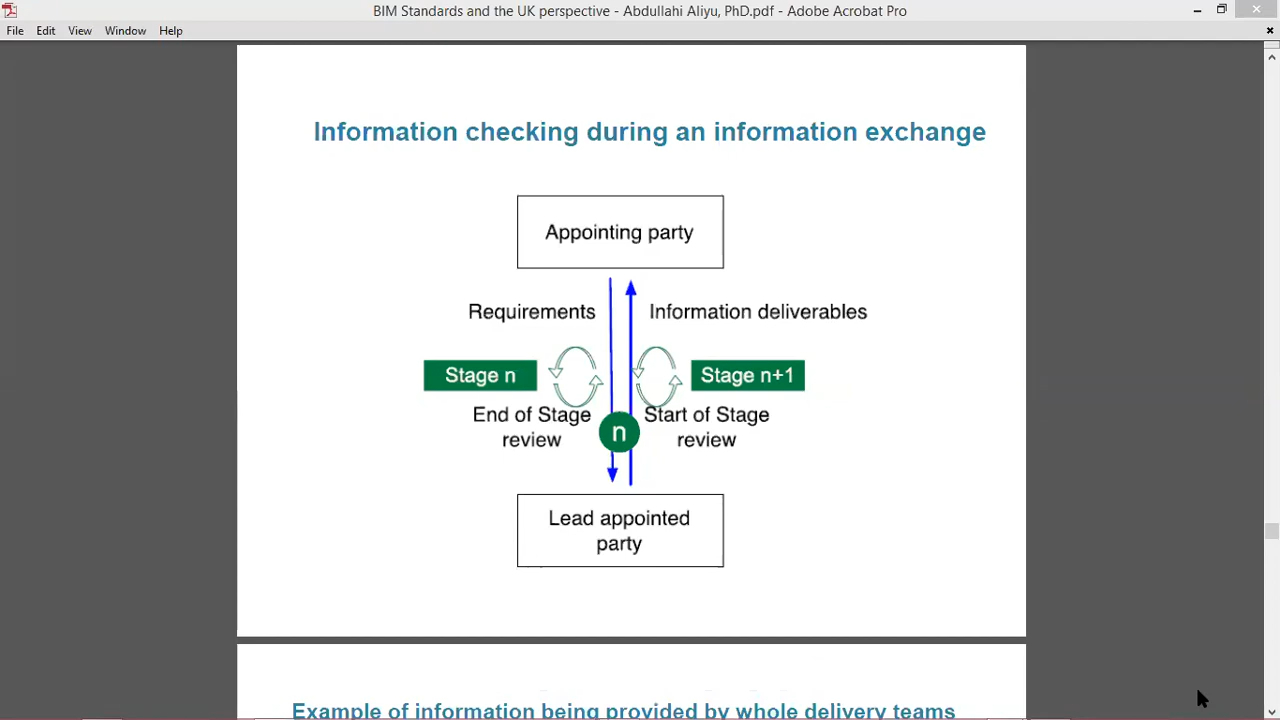 BIM Standards and the UK perspective - Abdullahi Aliyu, PhD.pdf - Adobe Acrobat Pro
File Edit View Window Help
Information checking during an information exchange
Appointing party
Requirements
Information deliverables
Stage n
Stage n+1
End of Stage
review
n
Start of Stage
review
Lead appointed
party
Example of information being provided by whole delivery teams